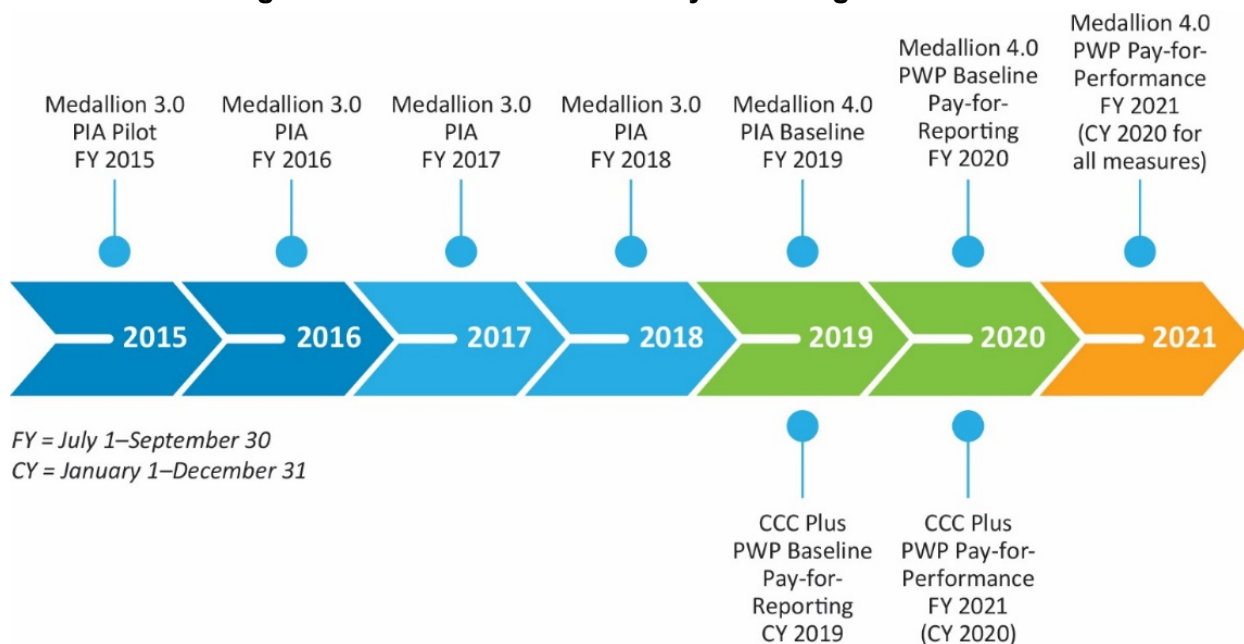 Medallion 3.0
PIA Pilot
FY 2015
Medallion 3.0
PIA
FY 2016
Medallion 3.0
PIA
FY 2017
Medallion 3.0
PIA
FY 2018
Medallion 4.0
PIA Baseline
FY 2019
Medallion 4.0
PWP Baseline
Pay-for-
Reporting
FY 2020
Medallion 4.0
PWP Pay-for-
Performance
FY 2021
(CY 2020 for
all measures)
2015
2016
2017
2018
2019
2020
2021
FY = July 1–September 30
CY = January 1–December 31
CCC Plus
PWP Baseline
Pay-for-
Reporting
CY 2019
CCC Plus
PWP Pay-for-
Performance
FY 2021
(CY 2020)